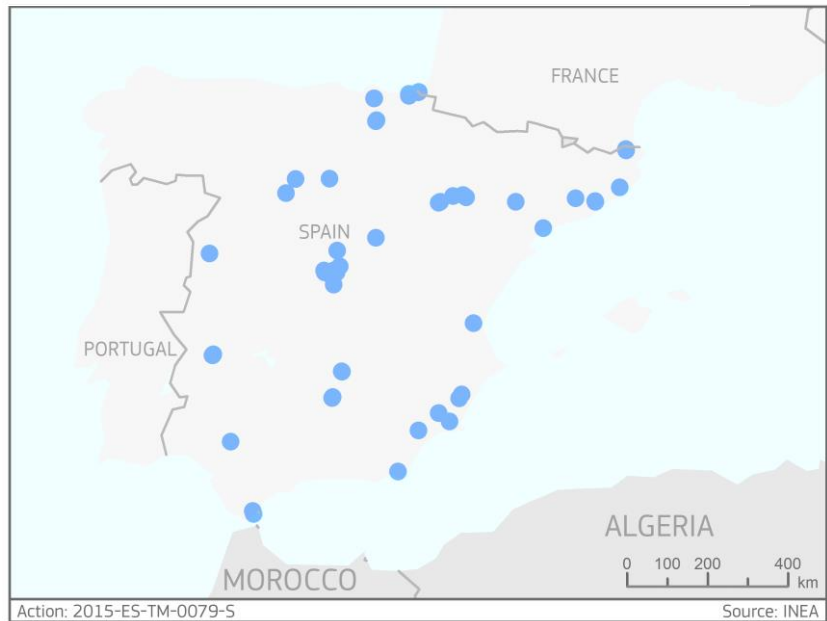 FRANCE
SPAIN
PORTUGAL
ALGERIA
MOROCCO
0 100 200 400
km
Action: 2015-ES-TM-0079-S
Source: INEA